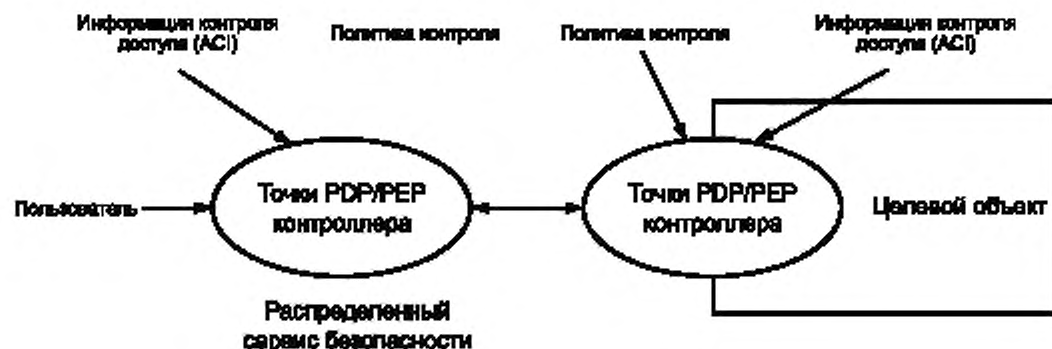 Информация контроля
доступа (ACI)
Политика контроля
Политика контроля
Информация контроля
доступа (ACI)
Пользователь
Точки PDP/PEP
контроллера
Точки PDP/PEP
контроллера
Целевой объект
Распределенный
сервис безопасности